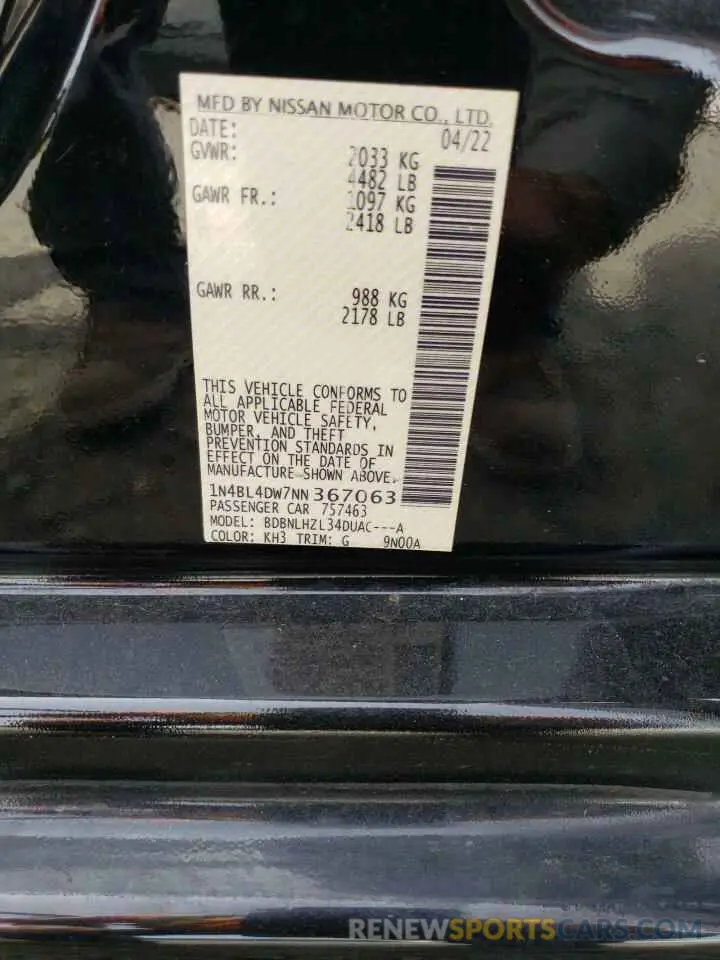 MFD BY NISSAN MOTOR CO., LTD.
DATE: 04/22
GVWR: 2033 KG
4482 LB
GAWR FR.: 1097 KG
2418 LB
GAWR RR.: 988 KG
2178 LB
THIS VEHICLE CONFORMS TO
ALL APPLICABLE FEDERAL
MOTOR VEHICLE SAFETY,
BUMPER, AND THEFT
PREVENTION STANDARDS IN
EFFECT ON THE DATE OF
MANUFACTURE SHOWN ABOVE.
1N4BL4DW7NN367063
PASSENGER CAR 757463
MODEL: BDBNLHZL34DUAC---A
COLOR: KH3 TRIM: G 9N00A
RENEWSPORTSCARS.COM